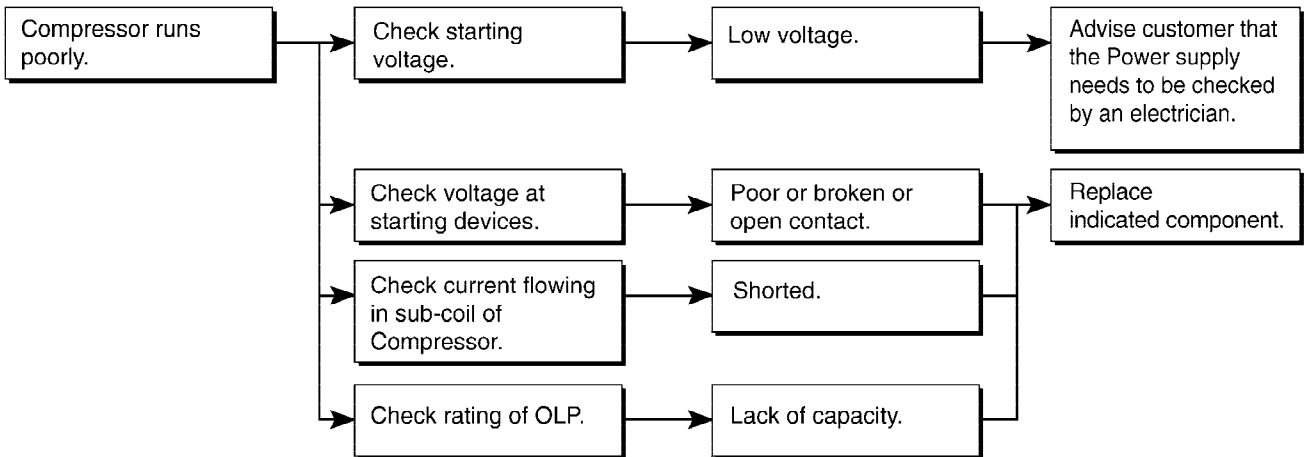 Compressor runs
poorly.
Check starting
voltage.
Low voltage.
Advise customer that
the Power supply
needs to be checked
by an electrician.
Check voltage at
starting devices.
Poor or broken or
open contact.
Replace
indicated component.
Check current flowing
in sub-coil of
Compressor.
Shorted.
Check rating of OLP.
Lack of capacity.